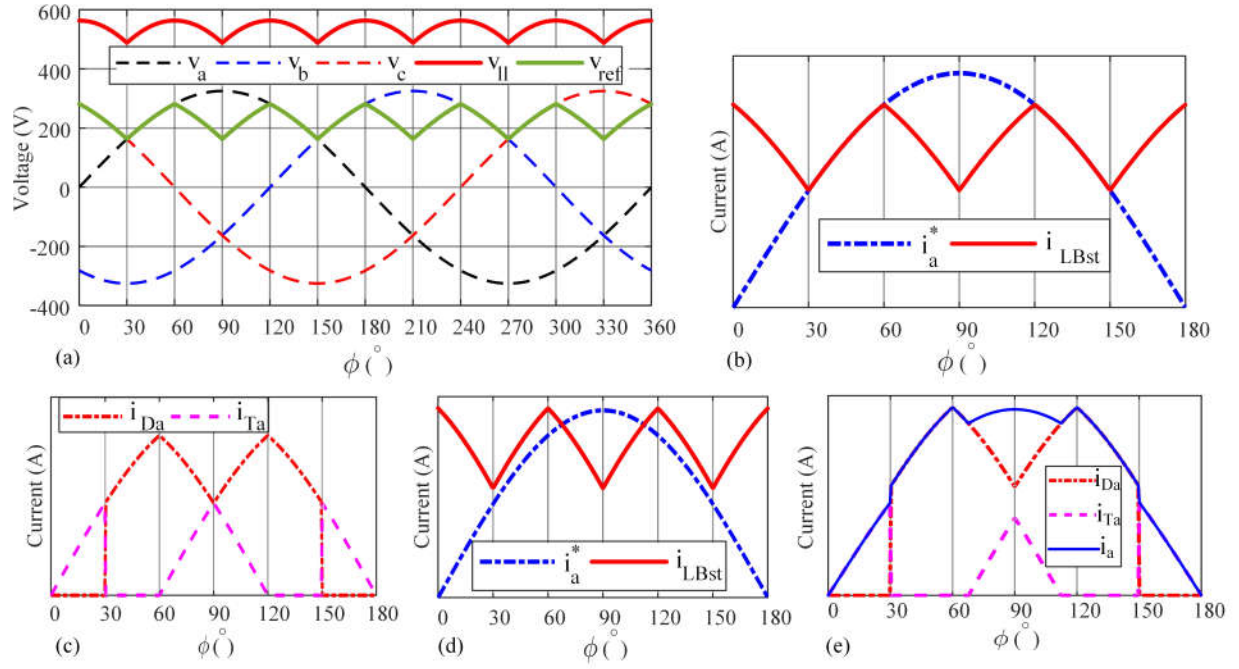 600
400
200
0
-200
-400
Voltage (V)
v_a v_b v_c v_ll v_ref
0 30 60 90 120 150 180 210 240 270 300 330 360
(a) ϕ (°)
Current (A)
i_a^* i_LBst
0 30 60 90 120 150 180
(b) ϕ (°)
i_Da i_Ta
Current (A)
0 30 60 90 120 150 180
(c) ϕ (°)
Current (A)
i_a^* i_LBst
0 30 60 90 120 150 180
(d) ϕ (°)
Current (A)
i_Da
i_Ta
i_a
0 30 60 90 120 150 180
(e) ϕ (°)